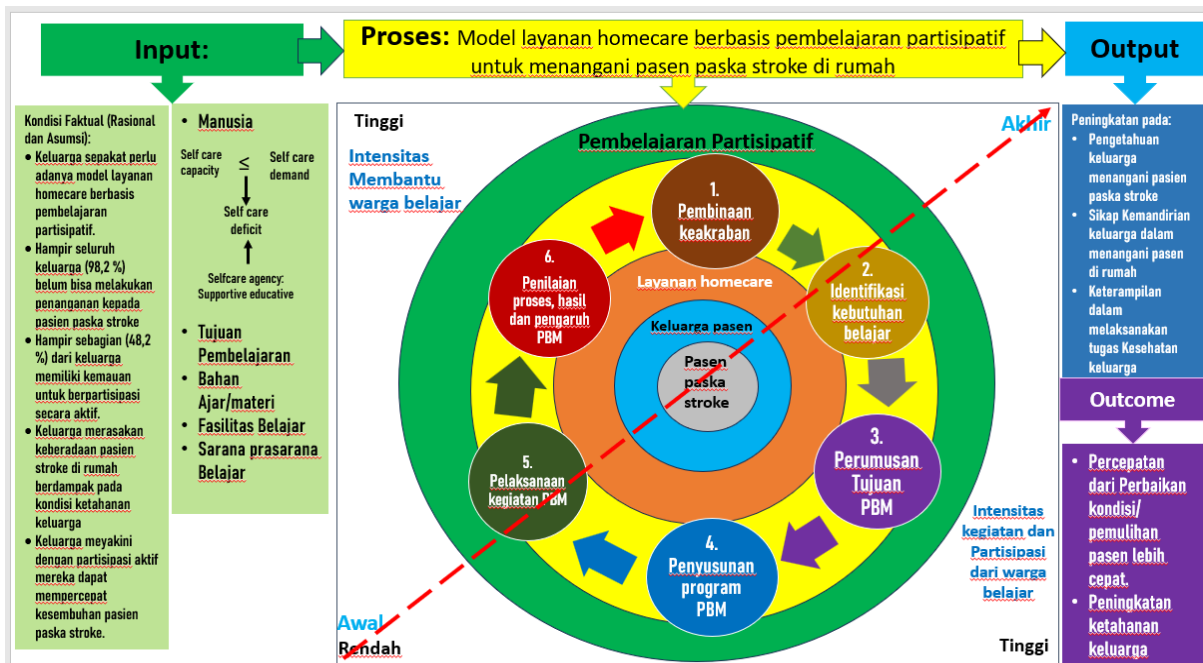 Input:
Proses: Model layanan homecare berbasis pembelajaran partisipatif
untuk menangani pasen paska stroke di rumah
Output
Kondisi Faktual (Rasional
dan Asumsi):
• Keluarga sepakat perlu
adanya model layanan
homecare berbasis
pembelajaran
partisipatif.
• Hampir seluruh
keluarga (98,2 %)
belum bisa melakukan
penanganan kepada
pasien paska stroke
• Hampir sebagian (48,2
%) dari keluarga
memiliki kemauan
untuk berpartisipasi
secara aktif.
• Keluarga merasakan
keberadaan pasien
stroke di rumah
berdampak pada
kondisi ketahanan
keluarga
• Keluarga meyakini
dengan partisipasi aktif
mereka dapat
mempercepat
kesembuhan pasien
paska stroke.
• Manusia
Self care
capacity
≤
Self care
demand
Self care
deficit
Selfcare agency:
Supportive educative
• Tujuan
Pembelajaran
• Bahan
Ajar/materi
• Fasilitas Belajar
• Sarana prasarana
Belajar
Tinggi
Intensitas
Membantu
warga belajar
Akhir
Pembelajaran Partisipatif
1.
Pembinaan
keakraban
2.
Identifikasi
kebutuhan
belajar
3.
Perumusan
Tujuan
PBM
4.
Penyusunan
program
PBM
5.
Pelaksanaan
kegiatan PBM
6.
Penilaian
proses, hasil
dan pengaruh
PBM
Layanan homecare
Keluarga pasen
Pasen
paska
stroke
Intensitas
kegiatan dan
Partisipasi
dari warga
belajar
Awal
Rendah
Tinggi
Peningkatan pada:
• Pengetahuan
keluarga
menangani pasien
paska stroke
• Sikap Kemandirian
keluarga dalam
menangani pasen
di rumah
• Keterampilan
dalam
melaksanakan
tugas Kesehatan
keluarga
Outcome
• Percepatan
dari Perbaikan
kondisi/
pemulihan
pasen lebih
cepat.
• Peningkatan
ketahanan
keluarga